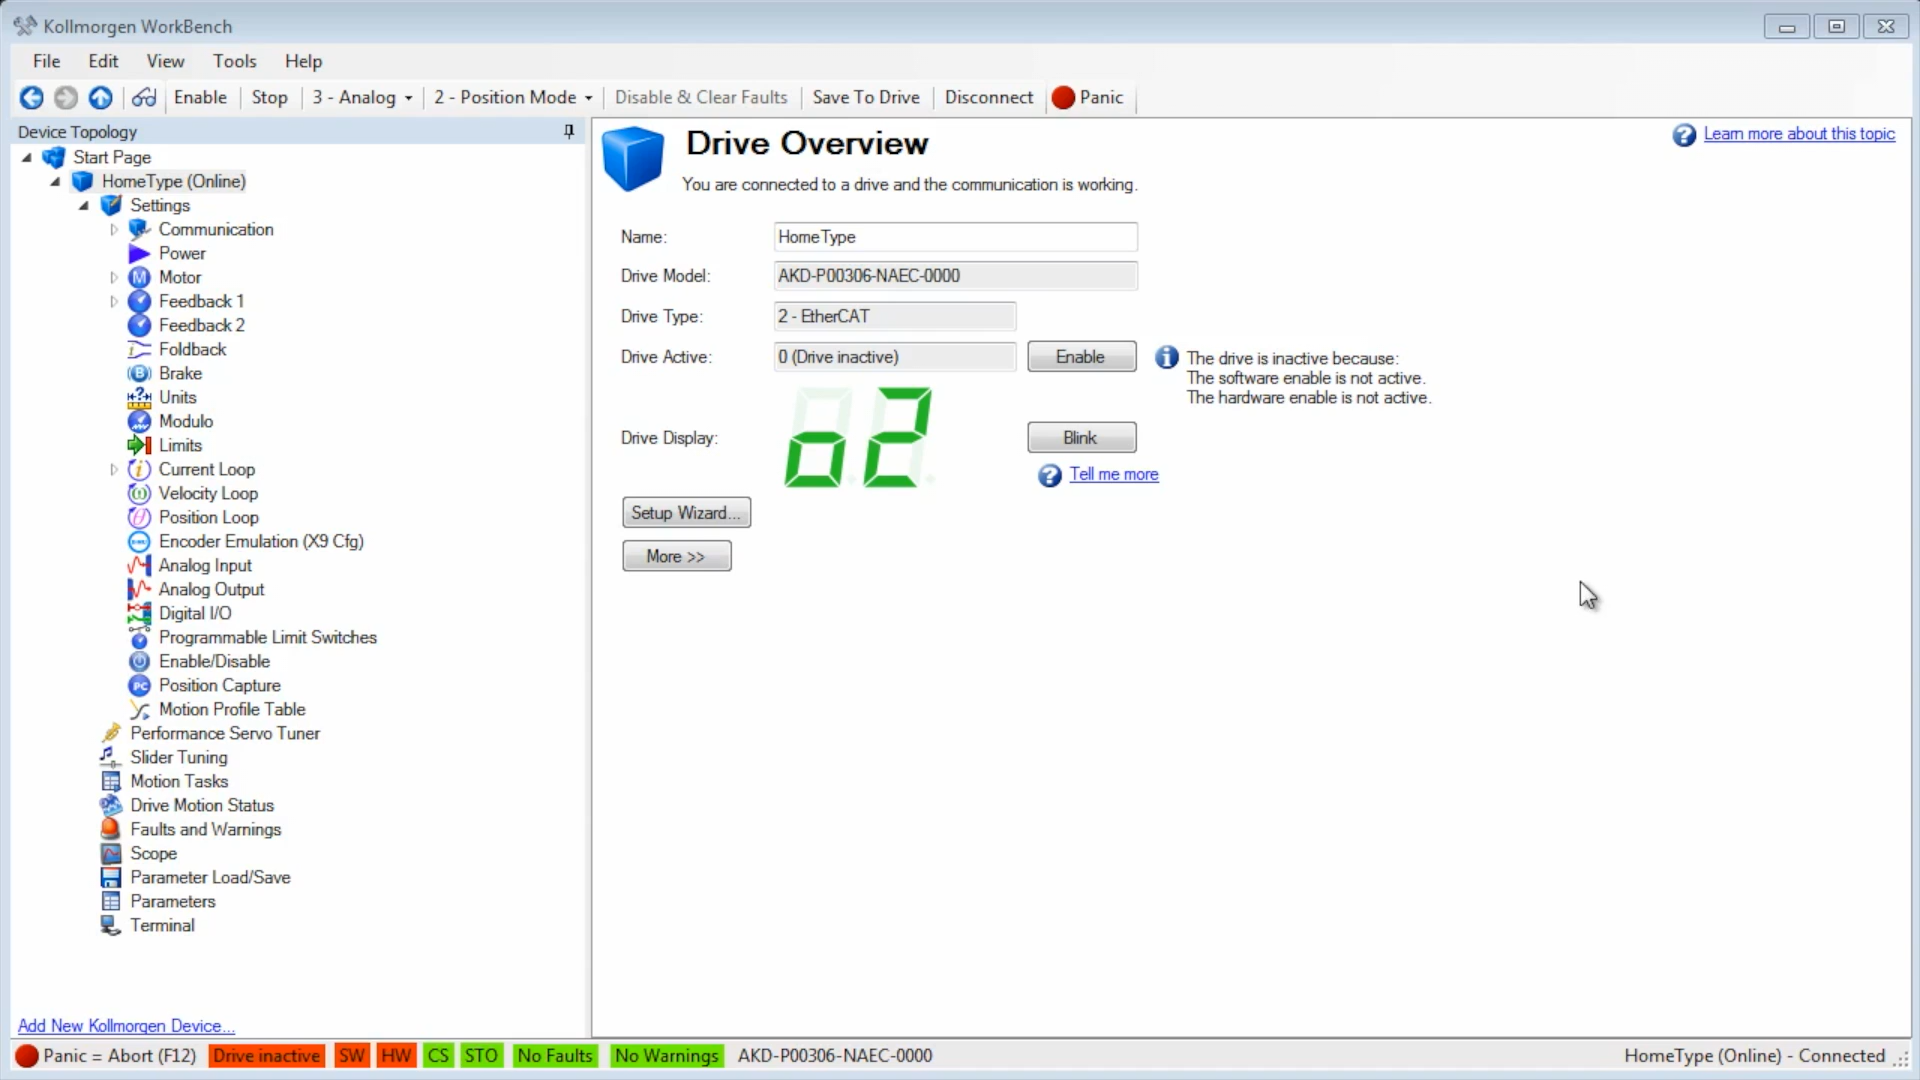 Kollmorgen WorkBench
File Edit View Tools Help
Enable Stop 3 - Analog 2 - Position Mode Disable & Clear Faults Save To Drive Disconnect Panic
Device Topology
Start Page
HomeType (Online)
Settings
Communication
Power
Motor
Feedback 1
Feedback 2
Foldback
Brake
Units
Modulo
Limits
Current Loop
Velocity Loop
Position Loop
Encoder Emulation (X9 Cfg)
Analog Input
Analog Output
Digital I/O
Programmable Limit Switches
Enable/Disable
Position Capture
Motion Profile Table
Performance Servo Tuner
Slider Tuning
Motion Tasks
Drive Motion Status
Faults and Warnings
Scope
Parameter Load/Save
Parameters
Terminal
Add New Kollmorgen Device...
Drive Overview
Learn more about this topic
You are connected to a drive and the communication is working.
Name: HomeType
Drive Model: AKD-P00306-NAEC-0000
Drive Type: 2 - EtherCAT
Drive Active: 0 (Drive inactive) Enable
The drive is inactive because:
The software enable is not active.
The hardware enable is not active.
Drive Display: o2 Blink
Tell me more
Setup Wizard...
More >>
Panic = Abort (F12) Drive inactive SW HW CS STO No Faults No Warnings AKD-P00306-NAEC-0000 HomeType (Online) - Connected